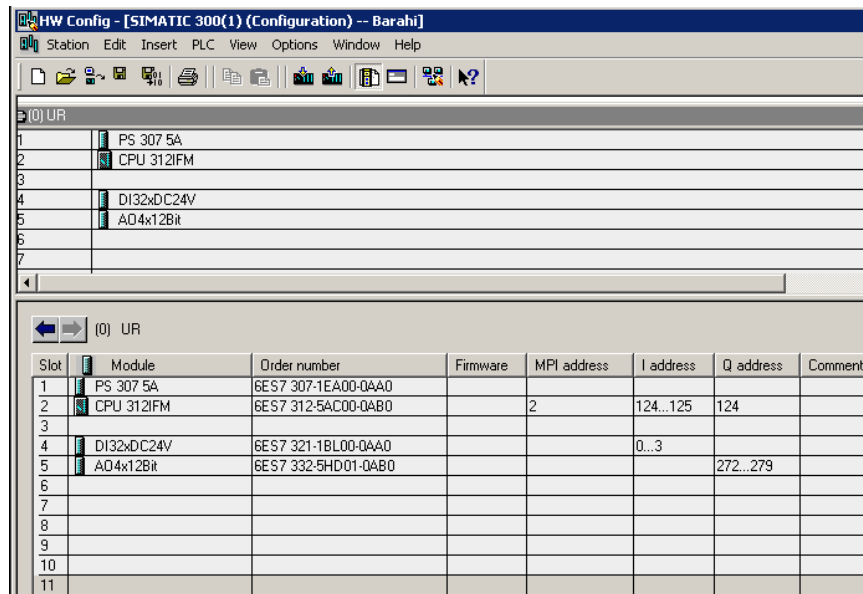 HW Config - [SIMATIC 300(1) (Configuration) -- Barahi]
Station Edit Insert PLC View Options Window Help
(0) UR
1 PS 307 5A
2 CPU 312IFM
3
4 DI32xDC24V
5 AO4x12Bit
6
7
(0) UR
Slot Module Order number Firmware MPI address I address Q address Comment
1 PS 307 5A 6ES7 307-1EA00-0AA0
2 CPU 312IFM 6ES7 312-5AC00-0AB0 2 124...125 124
3
4 DI32xDC24V 6ES7 321-1BL00-0AA0 0...3
5 AO4x12Bit 6ES7 332-5HD01-0AB0 272...279
6
7
8
9
10
11